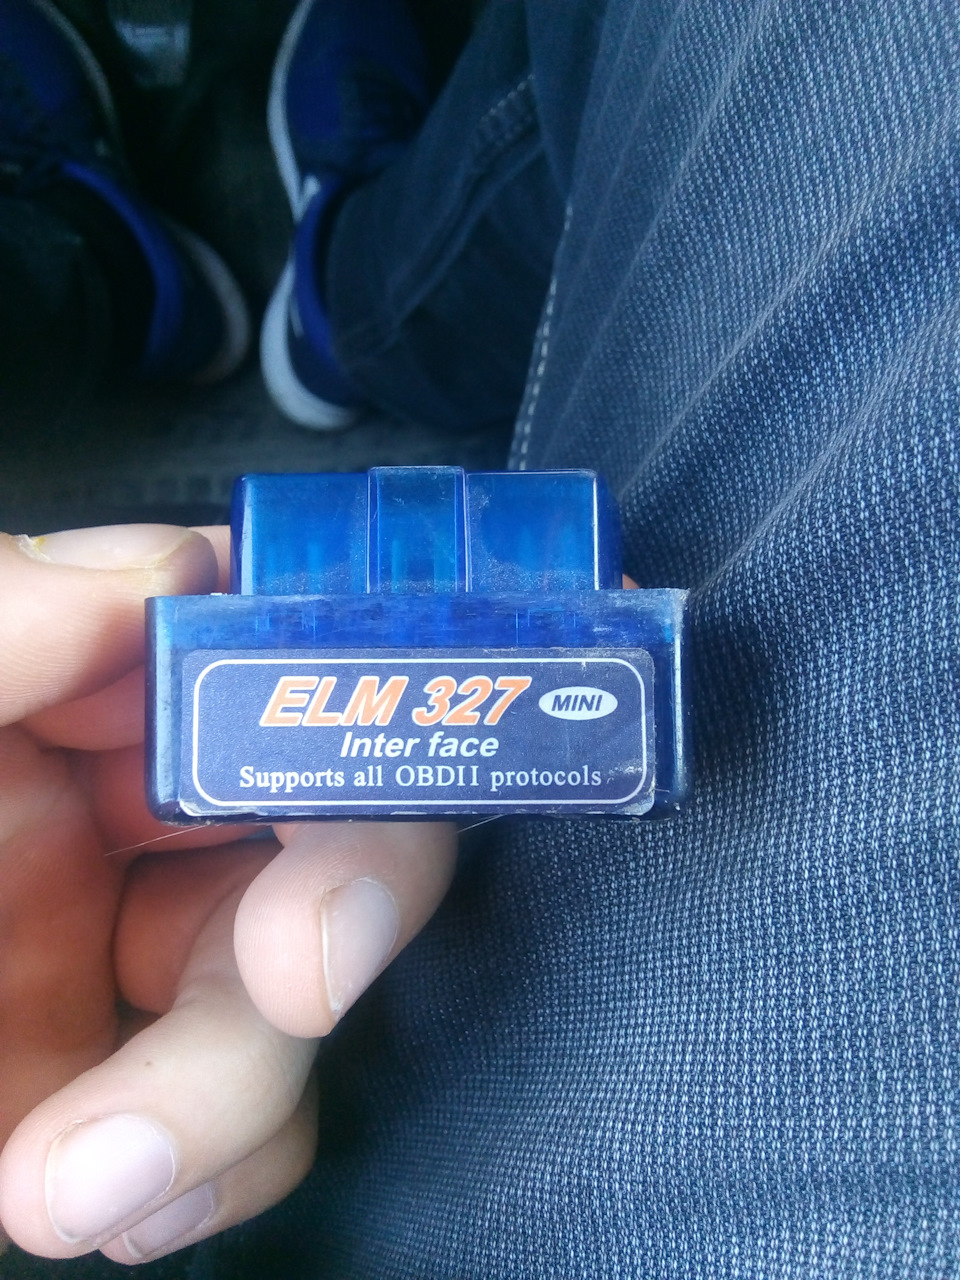 ELM 327 MINI
Inter face
Supports all OBDII protocols